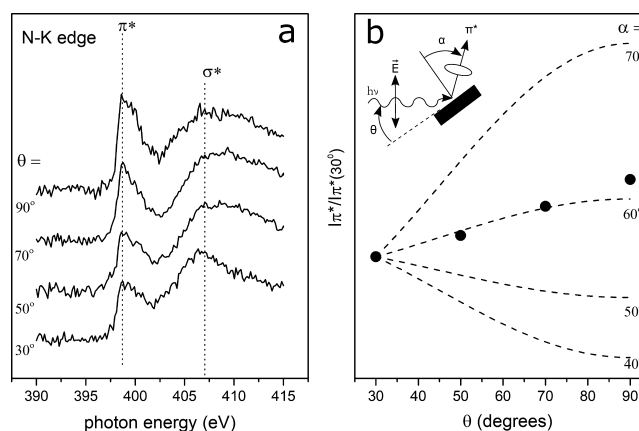 N-K edge
π*
σ*
a
θ =
90°
70°
50°
30°
390 395 400 405 410 415
photon energy (eV)
b
α =
70°
60°
50°
40°
α
π*
E
hν
θ
Iπ*/Iπ*(30°)
30 40 50 60 70 80 90
θ (degrees)